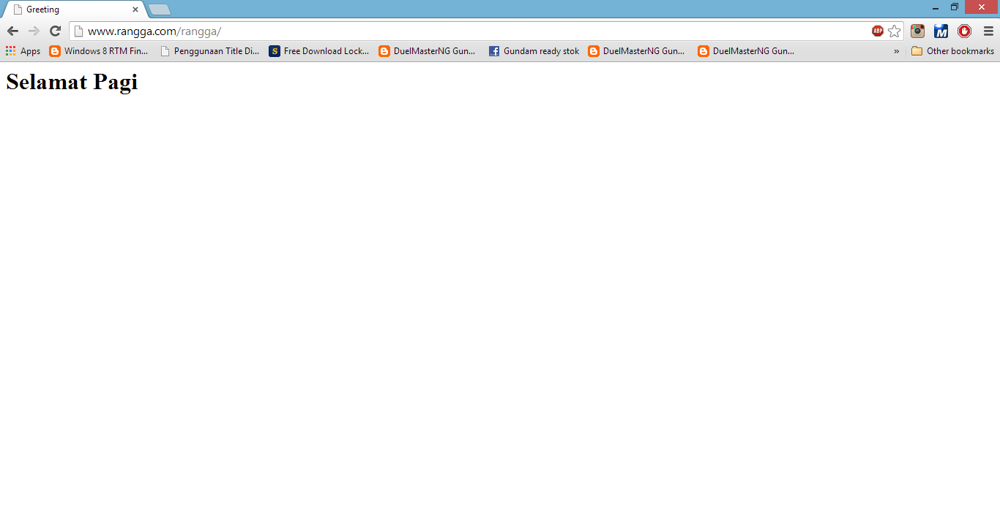 Greeting
www.rangga.com/rangga/
ABP
M
Apps Windows 8 RTM Fin... Penggunaan Title Di... S Free Download Lock... DuelMasterNG Gun... f Gundam ready stok DuelMasterNG Gun... DuelMasterNG Gun... » Other bookmarks
Selamat Pagi